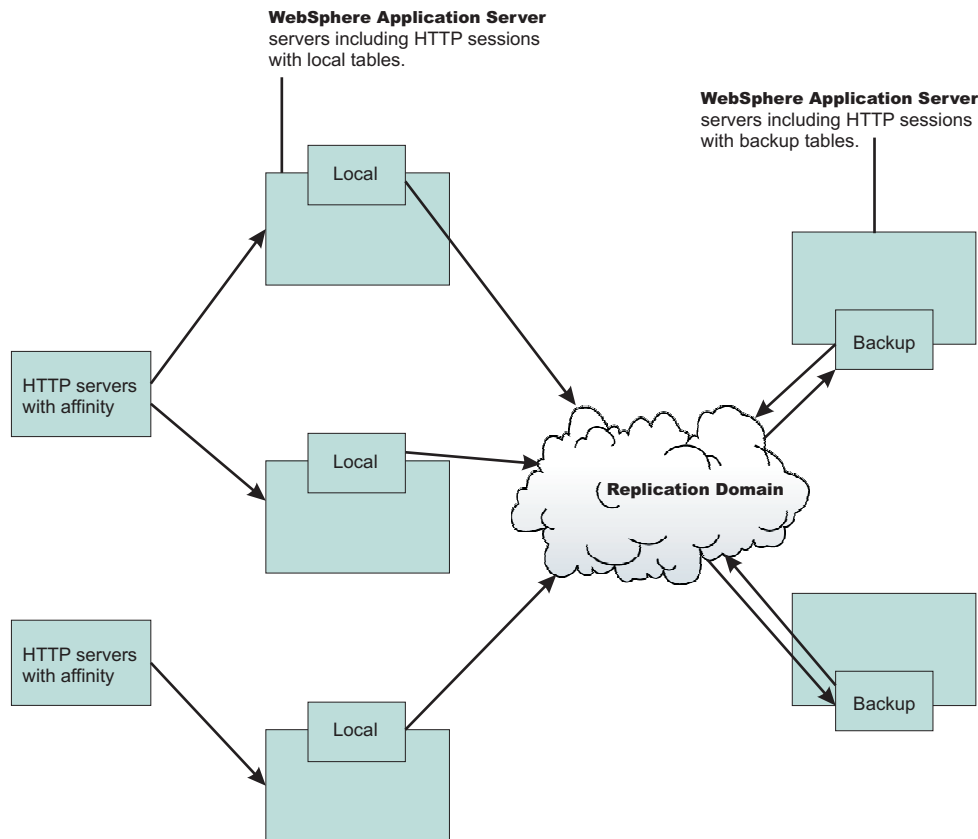 WebSphere Application Server
servers including HTTP sessions
with local tables.
WebSphere Application Server
servers including HTTP sessions
with backup tables.
Local
Backup
HTTP servers
with affinity
Local
Replication Domain
HTTP servers
with affinity
Local
Backup